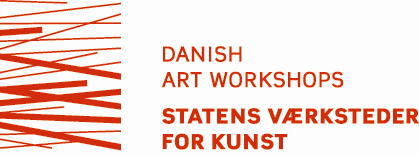 DANISH
ART WORKSHOPS
STATENS VÆRKSTEDER
FOR KUNST